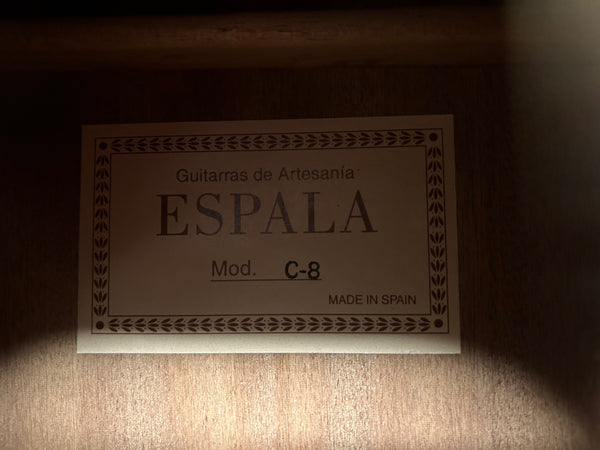 Guitarras de Artesanía
ESPALA
Mod. C-8
MADE IN SPAIN